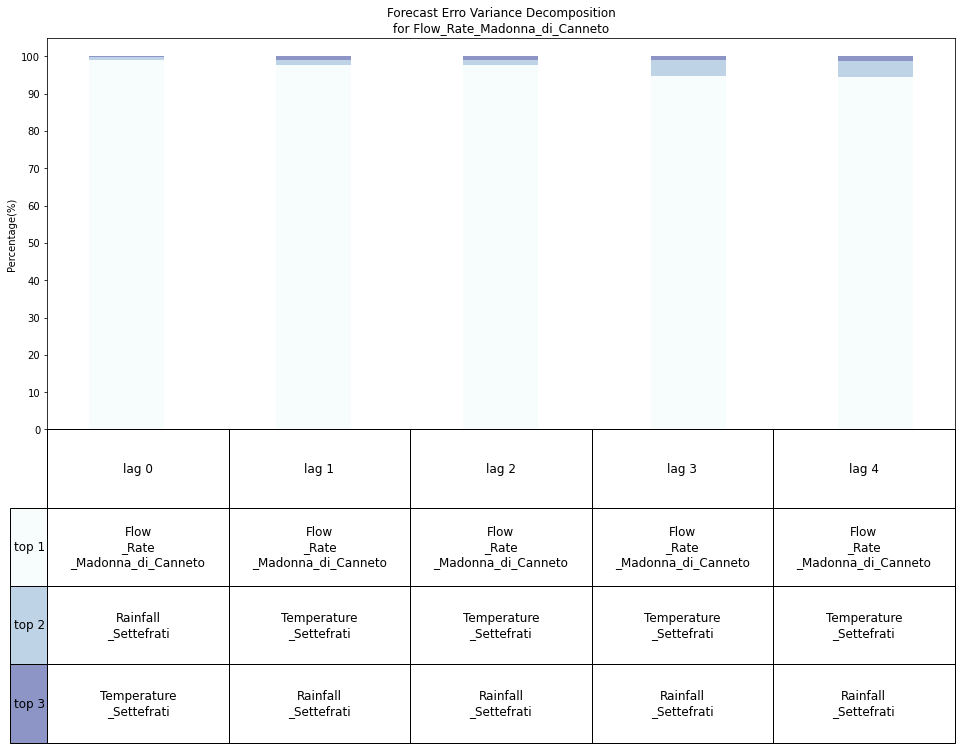 Forecast Erro Variance Decomposition
for Flow_Rate_Madonna_di_Canneto
Percentage(%)
100
90
80
70
60
50
40
30
20
10
0
lag 0
lag 1
lag 2
lag 3
lag 4
top 1
Flow
_Rate
_Madonna_di_Canneto
Flow
_Rate
_Madonna_di_Canneto
Flow
_Rate
_Madonna_di_Canneto
Flow
_Rate
_Madonna_di_Canneto
Flow
_Rate
_Madonna_di_Canneto
top 2
Rainfall
_Settefrati
Temperature
_Settefrati
Temperature
_Settefrati
Temperature
_Settefrati
Temperature
_Settefrati
top 3
Temperature
_Settefrati
Rainfall
_Settefrati
Rainfall
_Settefrati
Rainfall
_Settefrati
Rainfall
_Settefrati